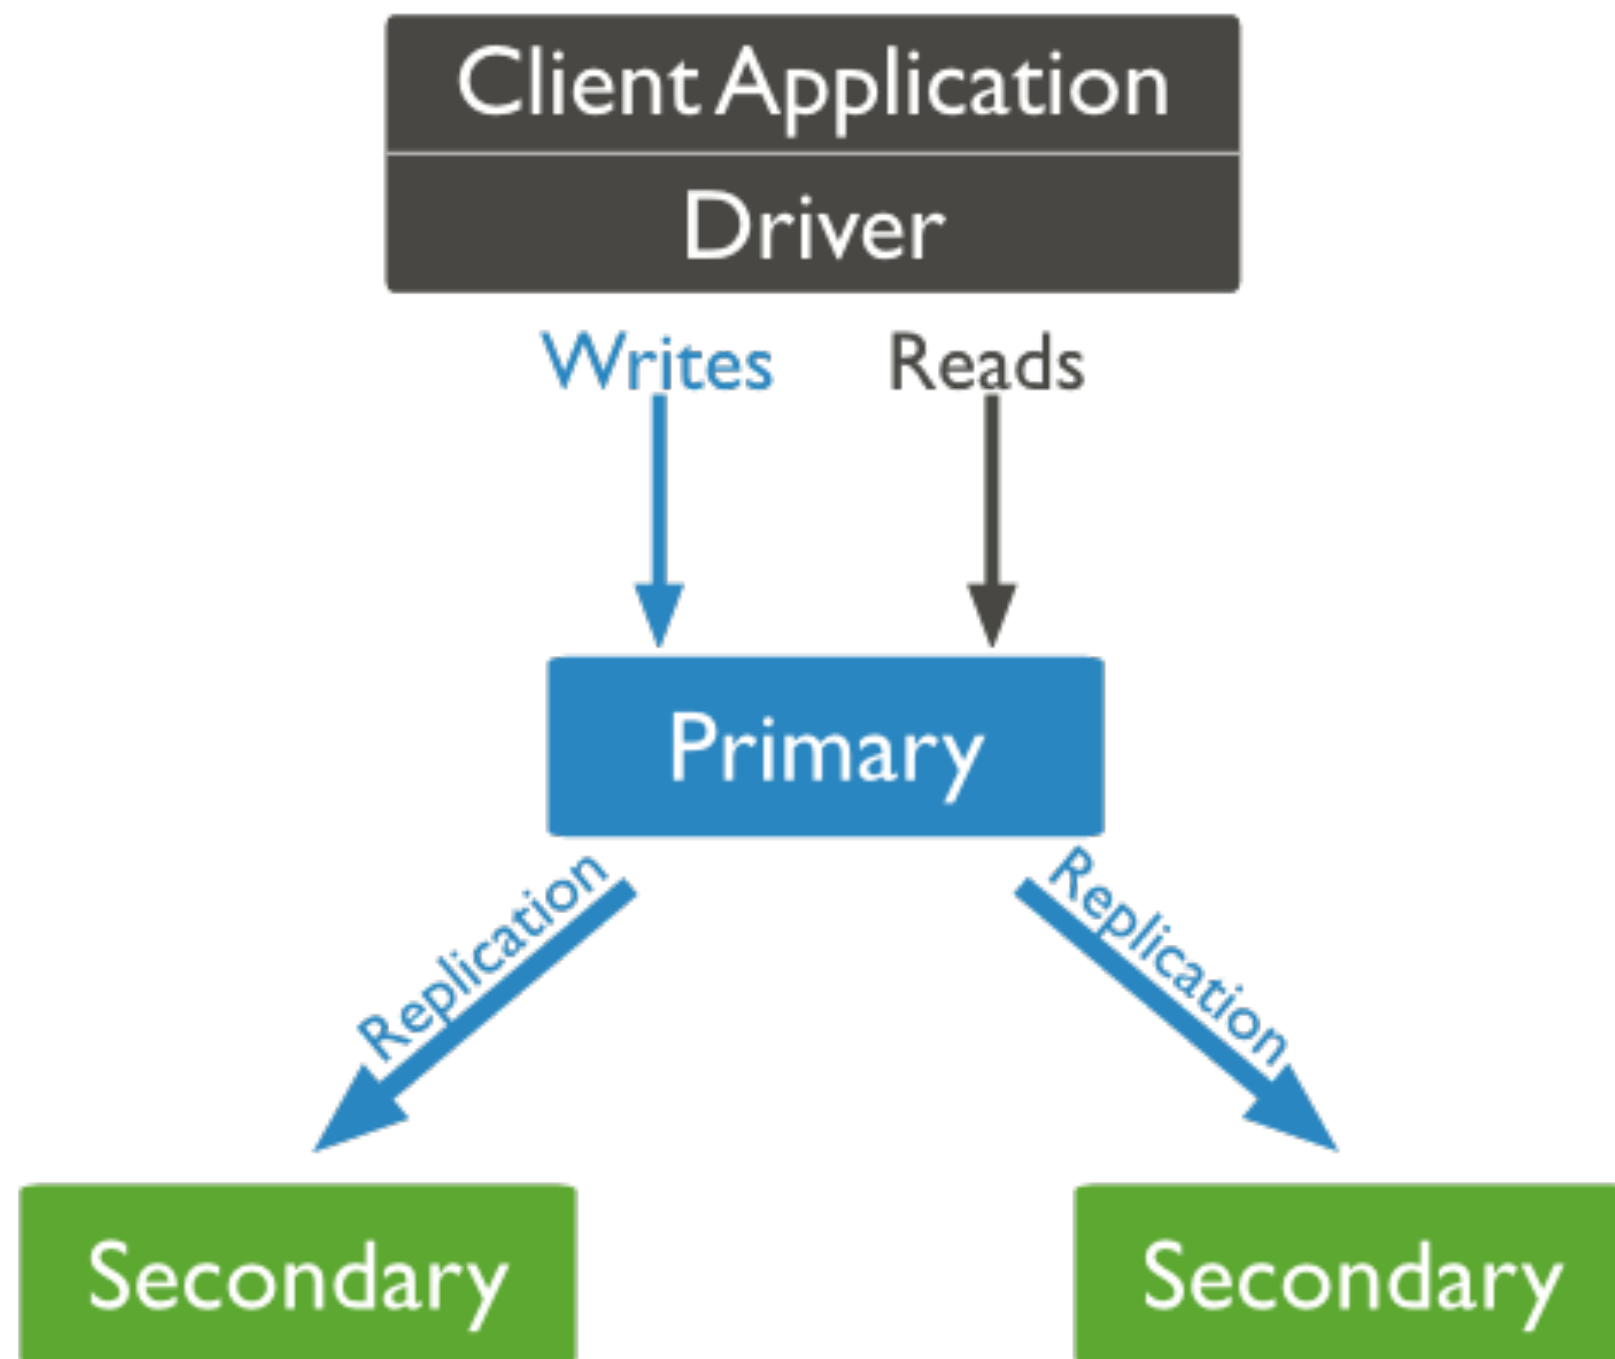 Client Application
Driver
Writes
Reads
Primary
Replication
Replication
Secondary
Secondary